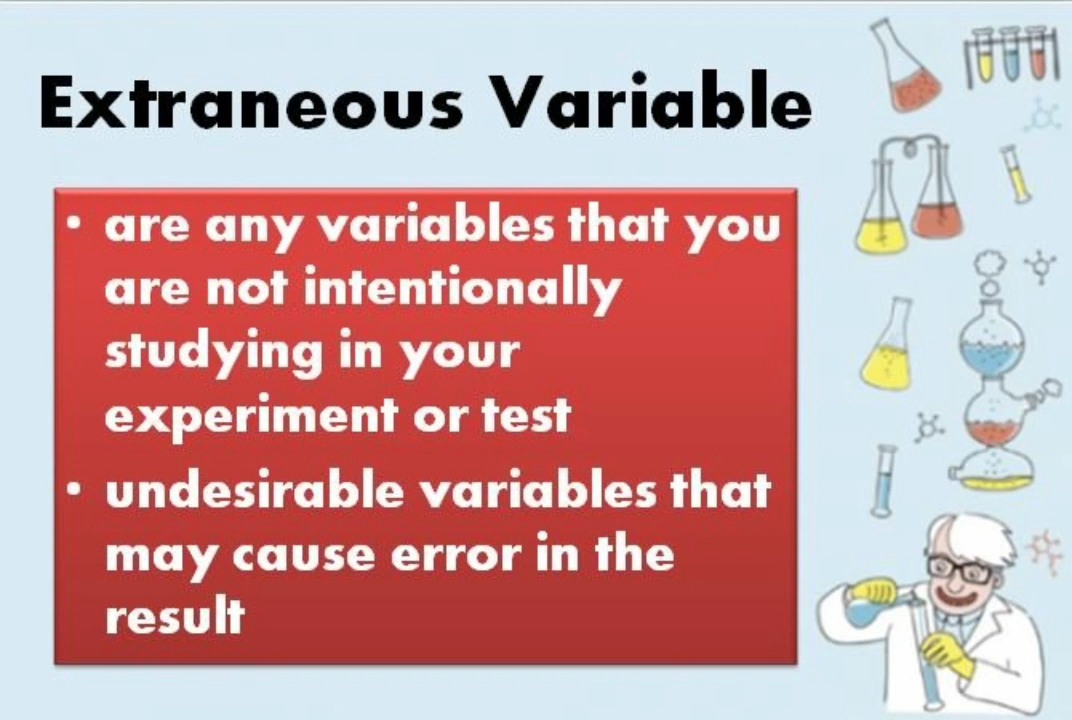 Extraneous Variable
• are any variables that you
are not intentionally
studying in your
experiment or test
• undesirable variables that
may cause error in the
result